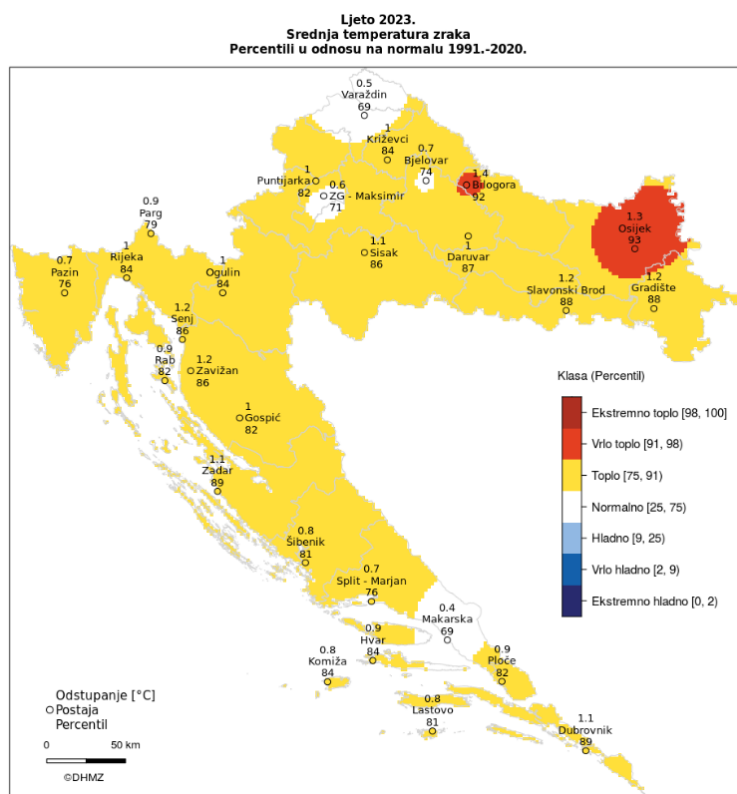 Ljeto 2023.
Srednja temperatura zraka
Percentili u odnosu na normalu 1991.-2020.
0.5
Varaždin
69
1
Križevci
84
0.7
Bjelovar
74
1
Puntijarka
82
0.6
ZG - Maksimir
71
1.4
Bilogora
92
0.9
Parg
79
1.3
Osijek
93
0.7
Pazin
76
1
Rijeka
84
1
Ogulin
84
1.1
Sisak
86
1
Daruvar
87
1.2
Slavonski Brod
88
1.2
Gradište
88
1.2
Senj
86
0.9
Rab
82
1.2
Zavižan
86
1
Gospić
82
1.1
Zadar
89
0.8
Šibenik
81
0.7
Split - Marjan
76
0.4
Makarska
69
0.9
Hvar
84
0.8
Komiža
84
0.9
Ploče
82
0.8
Lastovo
81
1.1
Dubrovnik
89
Klasa (Percentil)
Ekstremno toplo [98, 100]
Vrlo toplo [91, 98)
Toplo [75, 91)
Normalno [25, 75)
Hladno [9, 25)
Vrlo hladno [2, 9)
Ekstremno hladno [0, 2)
Odstupanje [°C]
Postaja
Percentil
0 50 km
©DHMZ